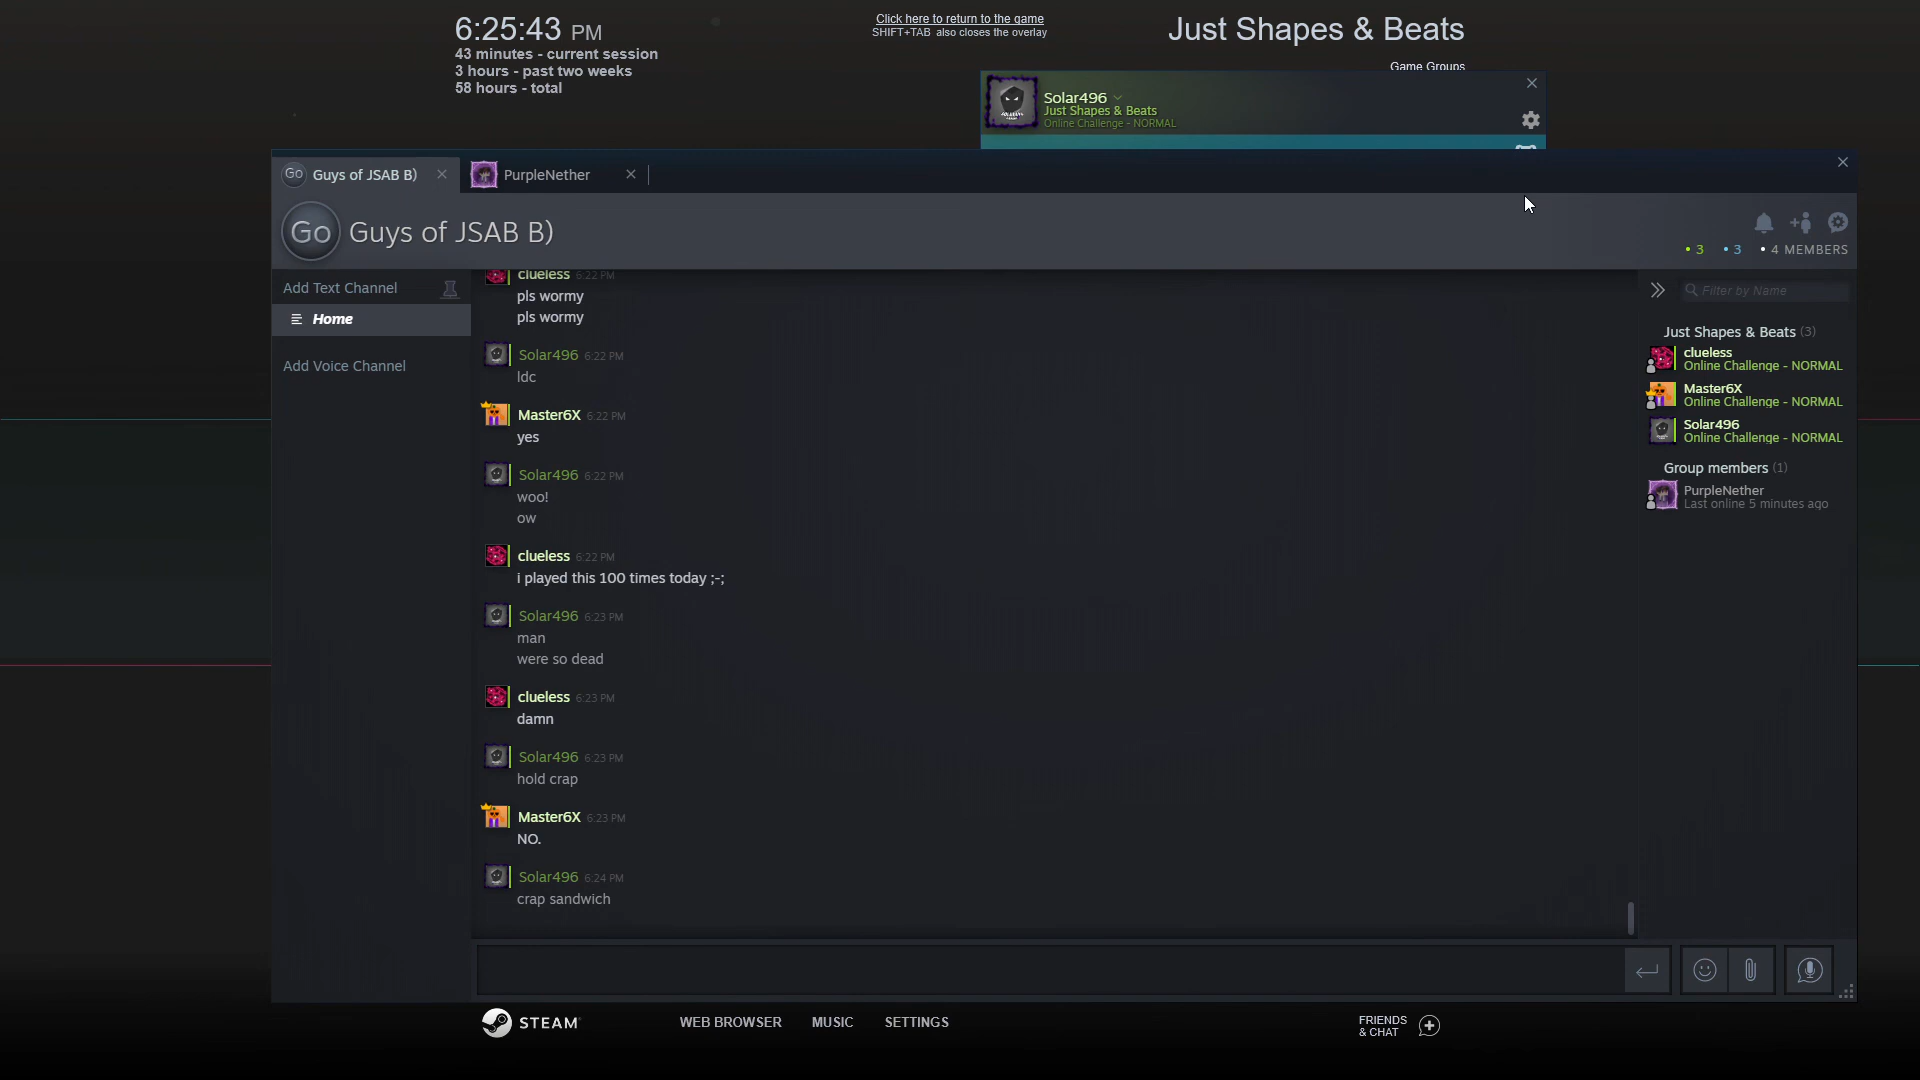 6:25:43 PM
43 minutes - current session
3 hours - past two weeks
58 hours - total
Click here to return to the game
SHIFT+TAB also closes the overlay
Just Shapes & Beats
Game Groups
Solar496
Just Shapes & Beats
Online Challenge - NORMAL
Go Guys of JSAB B)
PurpleNether
Go Guys of JSAB B)
3 3 4 MEMBERS
Add Text Channel
Home
Add Voice Channel
clueless 6:22 PM
pls wormy
pls wormy
Solar496 6:22 PM
ldc
Master6X 6:22 PM
yes
Solar496 6:22 PM
woo!
ow
clueless 6:22 PM
i played this 100 times today ;-;
Solar496 6:23 PM
man
were so dead
clueless 6:23 PM
damn
Solar496 6:23 PM
hold crap
Master6X 6:23 PM
NO.
Solar496 6:24 PM
crap sandwich
Filter by Name
Just Shapes & Beats (3)
clueless
Online Challenge - NORMAL
Master6X
Online Challenge - NORMAL
Solar496
Online Challenge - NORMAL
Group members (1)
PurpleNether
Last online 5 minutes ago
STEAM
WEB BROWSER
MUSIC
SETTINGS
FRIENDS
& CHAT